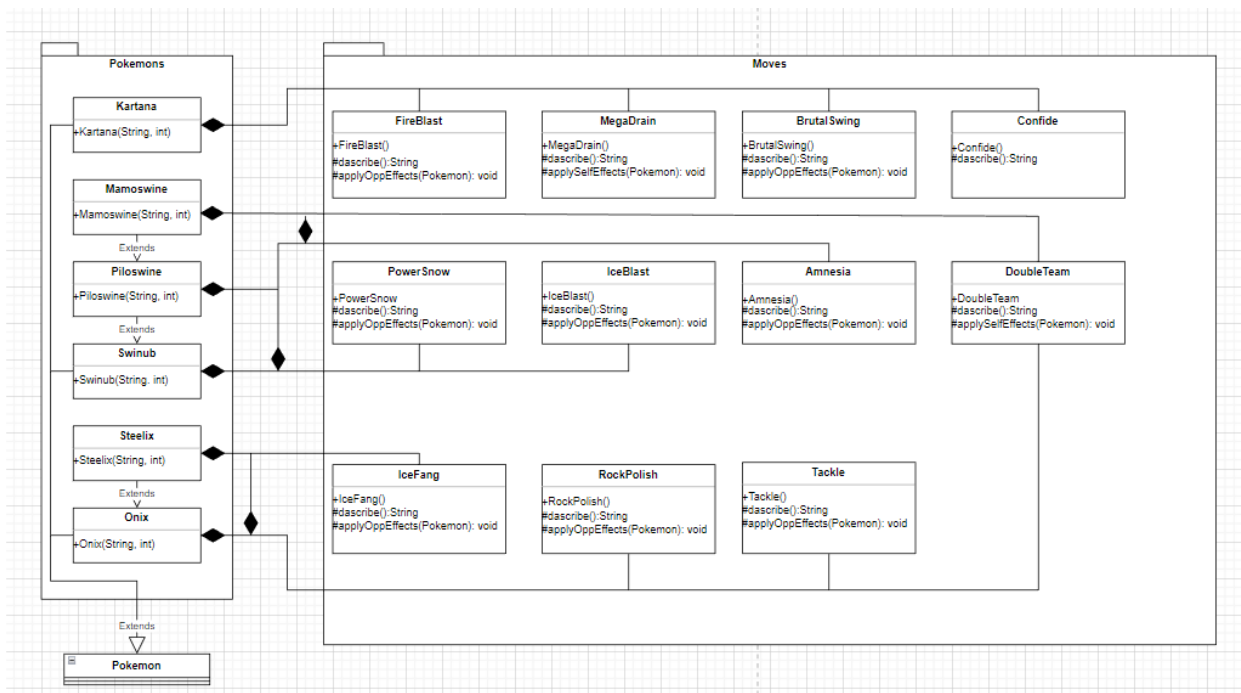 Pokemons
Kartana
+Kartana(String, int)
Mamoswine
+Mamoswine(String, int)
Extends
Piloswine
+Piloswine(String, int)
Extends
Swinub
+Swinub(String. int)
Steelix
+Steelix(String, int)
Extends
Onix
+Onix(String, int)
Extends
Pokemon
Moves
FireBlast
+FireBlast()
#dascribe():String
#applyOppEffects(Pokemon): void
MegaDrain
+MegaDrain()
#dascribe():String
#applySelfEffects(Pokemon): void
BrutalSwing
+BrutalSwing()
#dascribe():String
#applyOppEffects(Pokemon): void
Confide
+Confide()
#dascribe():String
PowerSnow
+PowerSnow
#dascribe():String
#applyOppEffects(Pokemon): void
IceBlast
+IceBlast()
#dascribe():String
#applyOppEffects(Pokemon): void
Amnesia
+Amnesia()
#dascribe():String
#applyOppEffects(Pokemon): void
DoubleTeam
+DoubleTeam
#dascribe():String
#applySelfEffects(Pokemon): void
IceFang
+IceFang()
#dascribe():String
#applyOppEffects(Pokemon): void
RockPolish
+RockPolish()
#dascribe():String
#applyOppEffects(Pokemon): void
Tackle
+Tackle()
#dascribe():String
#applyOppEffects(Pokemon): void